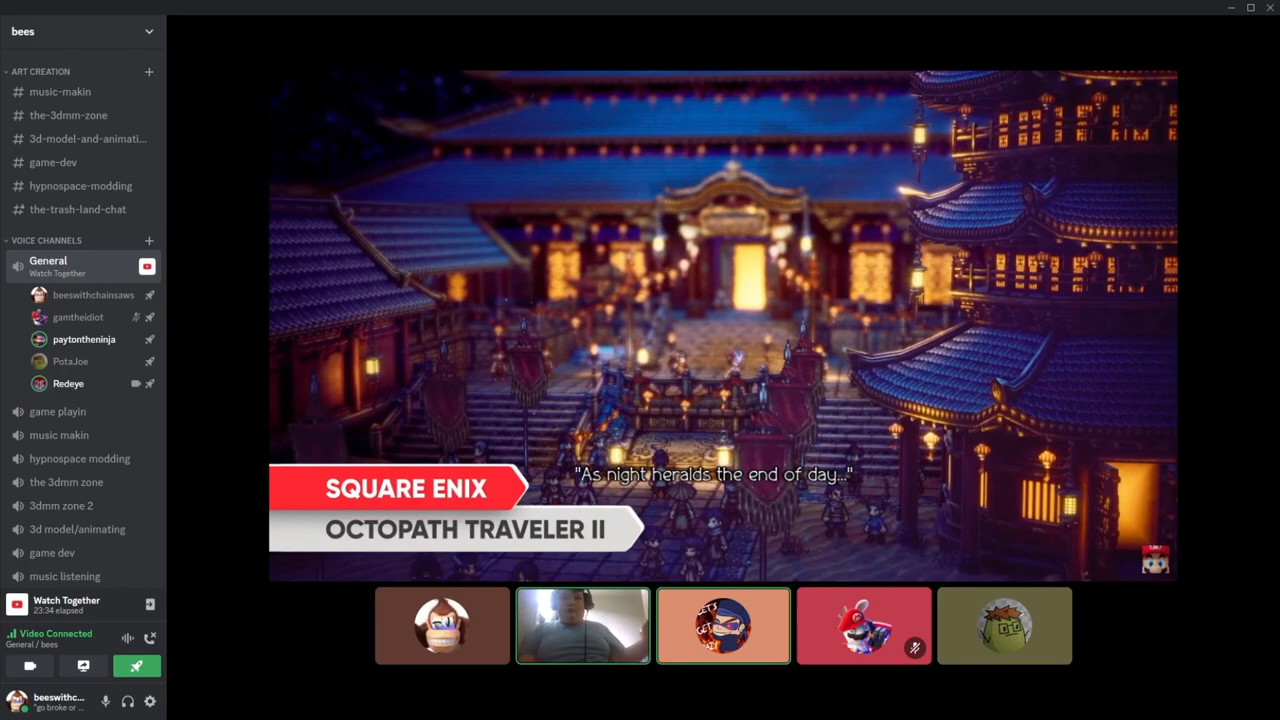 bees
ART CREATION
music-makin
the-3dmm-zone
3d-model-and-animati...
game-dev
hypnospace-modding
the-trash-land-chat
VOICE CHANNELS
General
Watch Together
beeswithchainsaws
gamtheidiot
paytontheninja
PotaJoe
Redeye
game playin
music makin
hypnospace modding
the 3dmm zone
3dmm zone 2
3d model/animating
game dev
music listening
Watch Together
23:34 elapsed
Video Connected
General / bees
beeswithc...
"go broke or ...
"As night heralds the end of day..."
SQUARE ENIX
OCTOPATH TRAVELER II
LET'S
GET